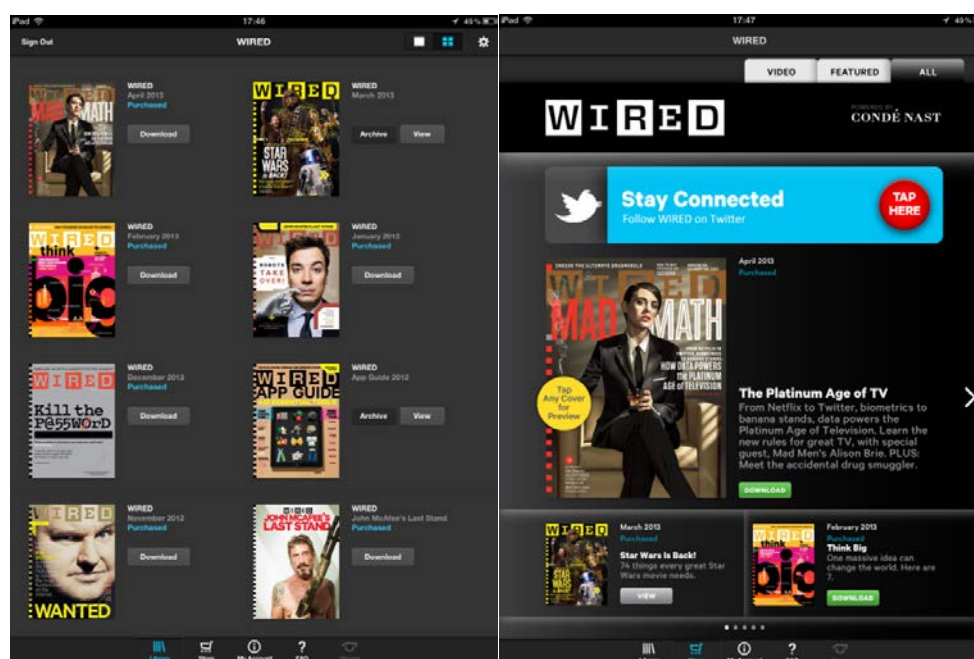 iPad 17:46 49%
Sign Out WIRED
WIRED
April 2013
Purchased
Download
WIRED
MAD MATH
WIRED
March 2013
Archive View
WIRED
STAR
WARS
is BACK!
WIRED
February 2013
Purchased
Download
WIRED
think
big
WIRED
January 2013
Purchased
Download
WIRED
ROBOTS
TAKE
OVER!
WIRED
December 2012
Purchased
Download
WIRED
Kill the
P@55W0rD
WIRED
App Guide 2012
Archive View
WIRED
APP GUIDE
WIRED
November 2012
Purchased
Download
WIRED
WANTED
WIRED
John McAfee's Last Stand
Download
WIRED
JOHN MCAFEE'S
LAST STAND
Library Store My Account FAQ
iPad 17:47 49%
WIRED
VIDEO FEATURED ALL
WIRED
POWERED BY
CONDÉ NAST
Stay Connected
Follow WIRED on Twitter
TAP
HERE
April 2013
Purchased
WIRED
MAD MATH
HOW DATA POWERS
the PLATINUM
AGE of TELEVISION
Tap
Any Cover
for
Preview
The Platinum Age of TV
From Netflix to Twitter, biometrics to
banana stands, data powers the
Platinum Age of Television. Learn the
new rules for great TV, with special
guest, Mad Men's Alison Brie. PLUS:
Meet the accidental drug smuggler.
DOWNLOAD
WIRED
STAR
WARS
is BACK!
March 2013
Purchased
Star Wars Is Back!
74 things every great Star
Wars movie needs.
VIEW
WIRED
think
big
February 2013
Purchased
Think Big
One massive idea can
change the world. Here are
7.
DOWNLOAD